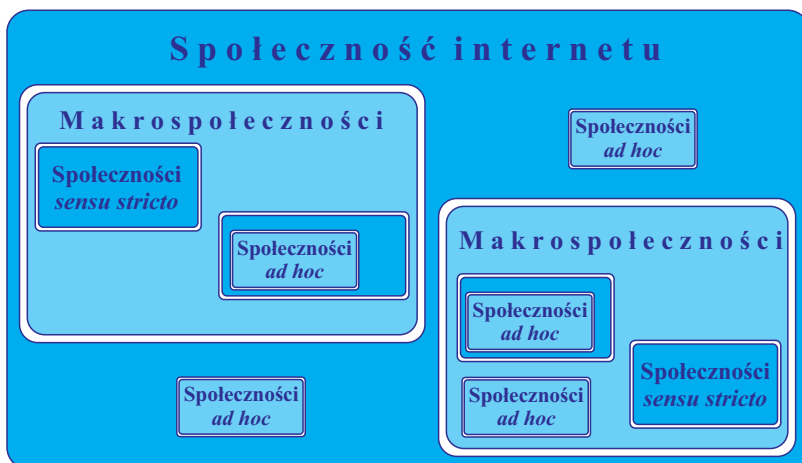 Społeczność internetu
Makrospołeczności
Społeczności
sensu stricto
Społeczności
ad hoc
Społeczności
ad hoc
Makrospołeczności
Społeczności
ad hoc
Społeczności
ad hoc
Społeczności
sensu stricto
Społeczności
ad hoc